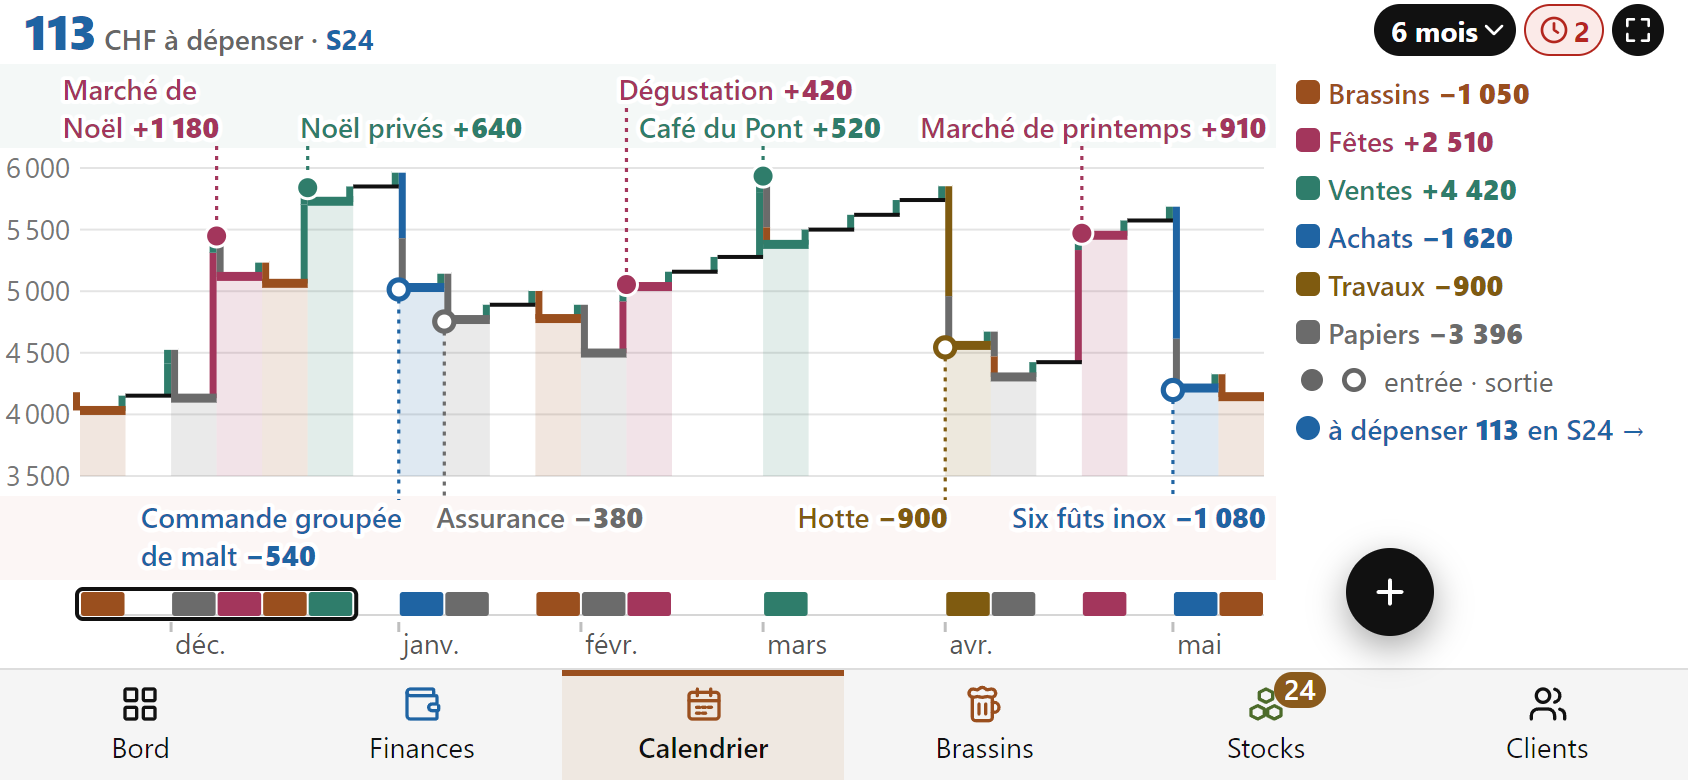 113 CHF à dépenser · S24
6 mois
2
Marché de
Noël +1 180
Noël privés +640
Dégustation +420
Café du Pont +520
Marché de printemps +910
6 000
5 500
5 000
4 500
4 000
3 500
Commande groupée
de malt −540
Assurance −380
Hotte −900
Six fûts inox −1 080
déc.
janv.
févr.
mars
avr.
mai
Brassins −1 050
Fêtes +2 510
Ventes +4 420
Achats −1 620
Travaux −900
Papiers −3 396
entrée · sortie
à dépenser 113 en S24 →
Bord
Finances
Calendrier
Brassins
24
Stocks
Clients